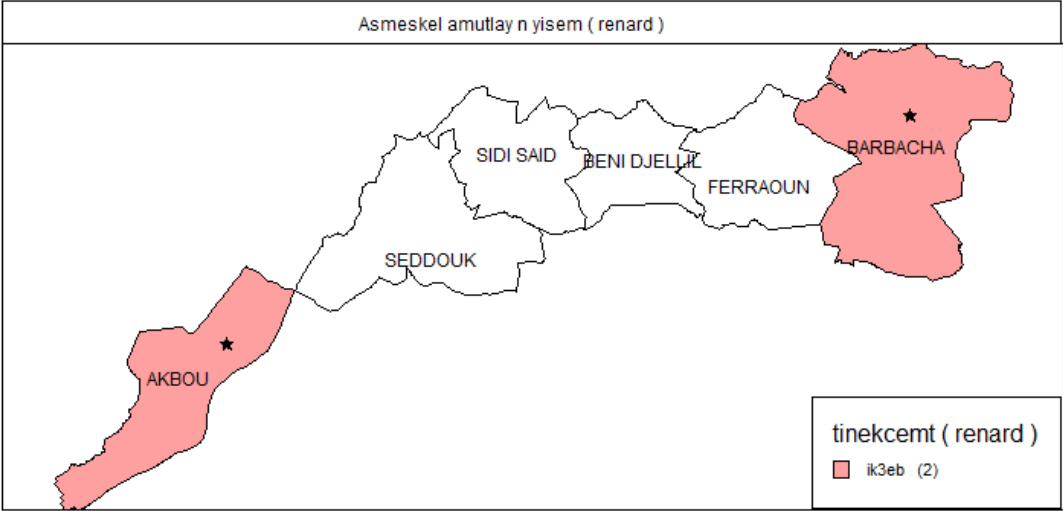 Asmeskel amutlay n yisem ( renard )
BARBACHA
SIDI SAID
BENI DJELLIL
FERRAOUN
SEDDOUK
AKBOU
tinekcemt ( renard )
ik3eb (2)